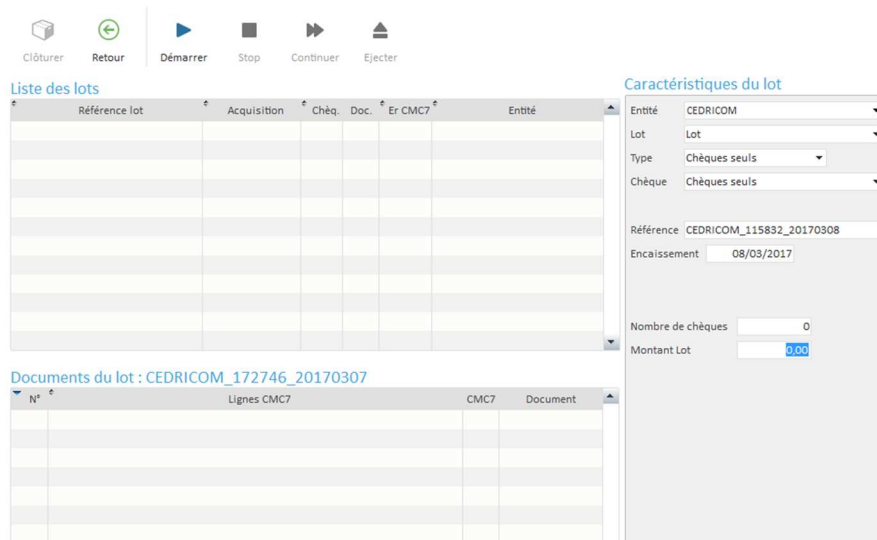 Clôturer Retour Démarrer Stop Continuer Ejecter
Liste des lots
Référence lot Acquisition Chèq. Doc. Er CMC7 Entité
Documents du lot : CEDRICOM_172746_20170307
N° Lignes CMC7 CMC7 Document
Caractéristiques du lot
Entité CEDRICOM
Lot Lot
Type Chèques seuls
Chèque Chèques seuls
Référence CEDRICOM_115832_20170308
Encaissement 08/03/2017
Nombre de chèques 0
Montant Lot 0,00